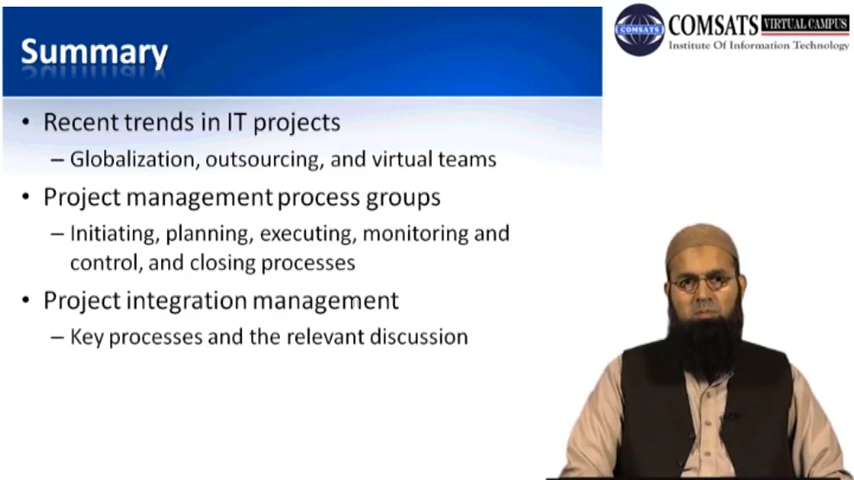 Summary
COMSATS VIRTUAL CAMPUS
Institute Of Information Technology
COMSATS
• Recent trends in IT projects
– Globalization, outsourcing, and virtual teams
• Project management process groups
– Initiating, planning, executing, monitoring and
control, and closing processes
• Project integration management
– Key processes and the relevant discussion